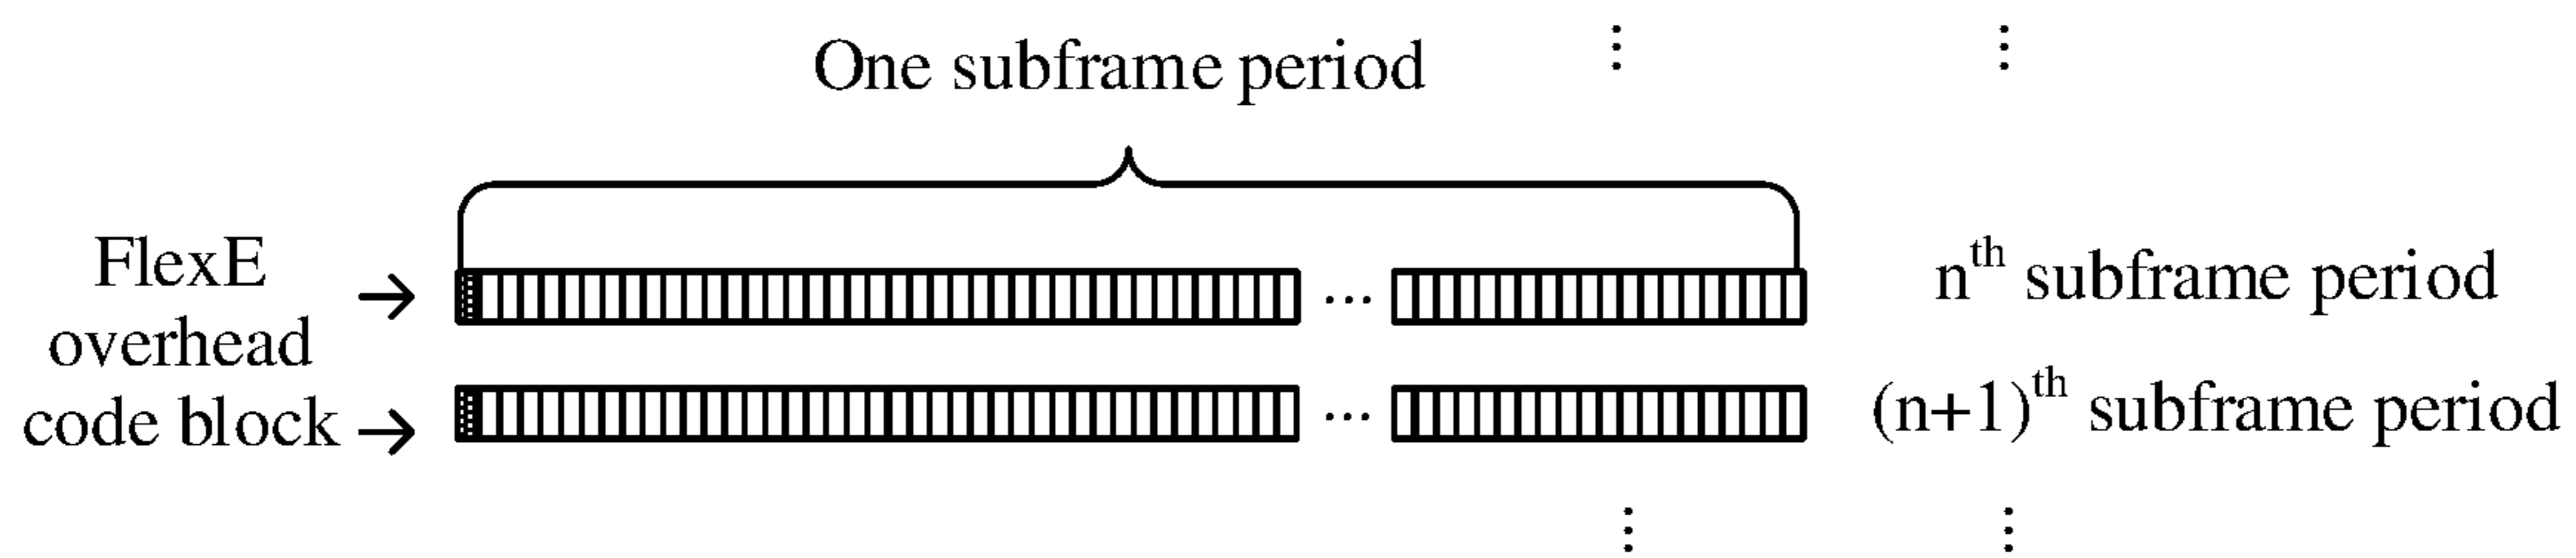 One subframe period
⋮ ⋮
FlexE
overhead
code block
→ ... nth subframe period
→ ... (n+1)th subframe period
⋮ ⋮